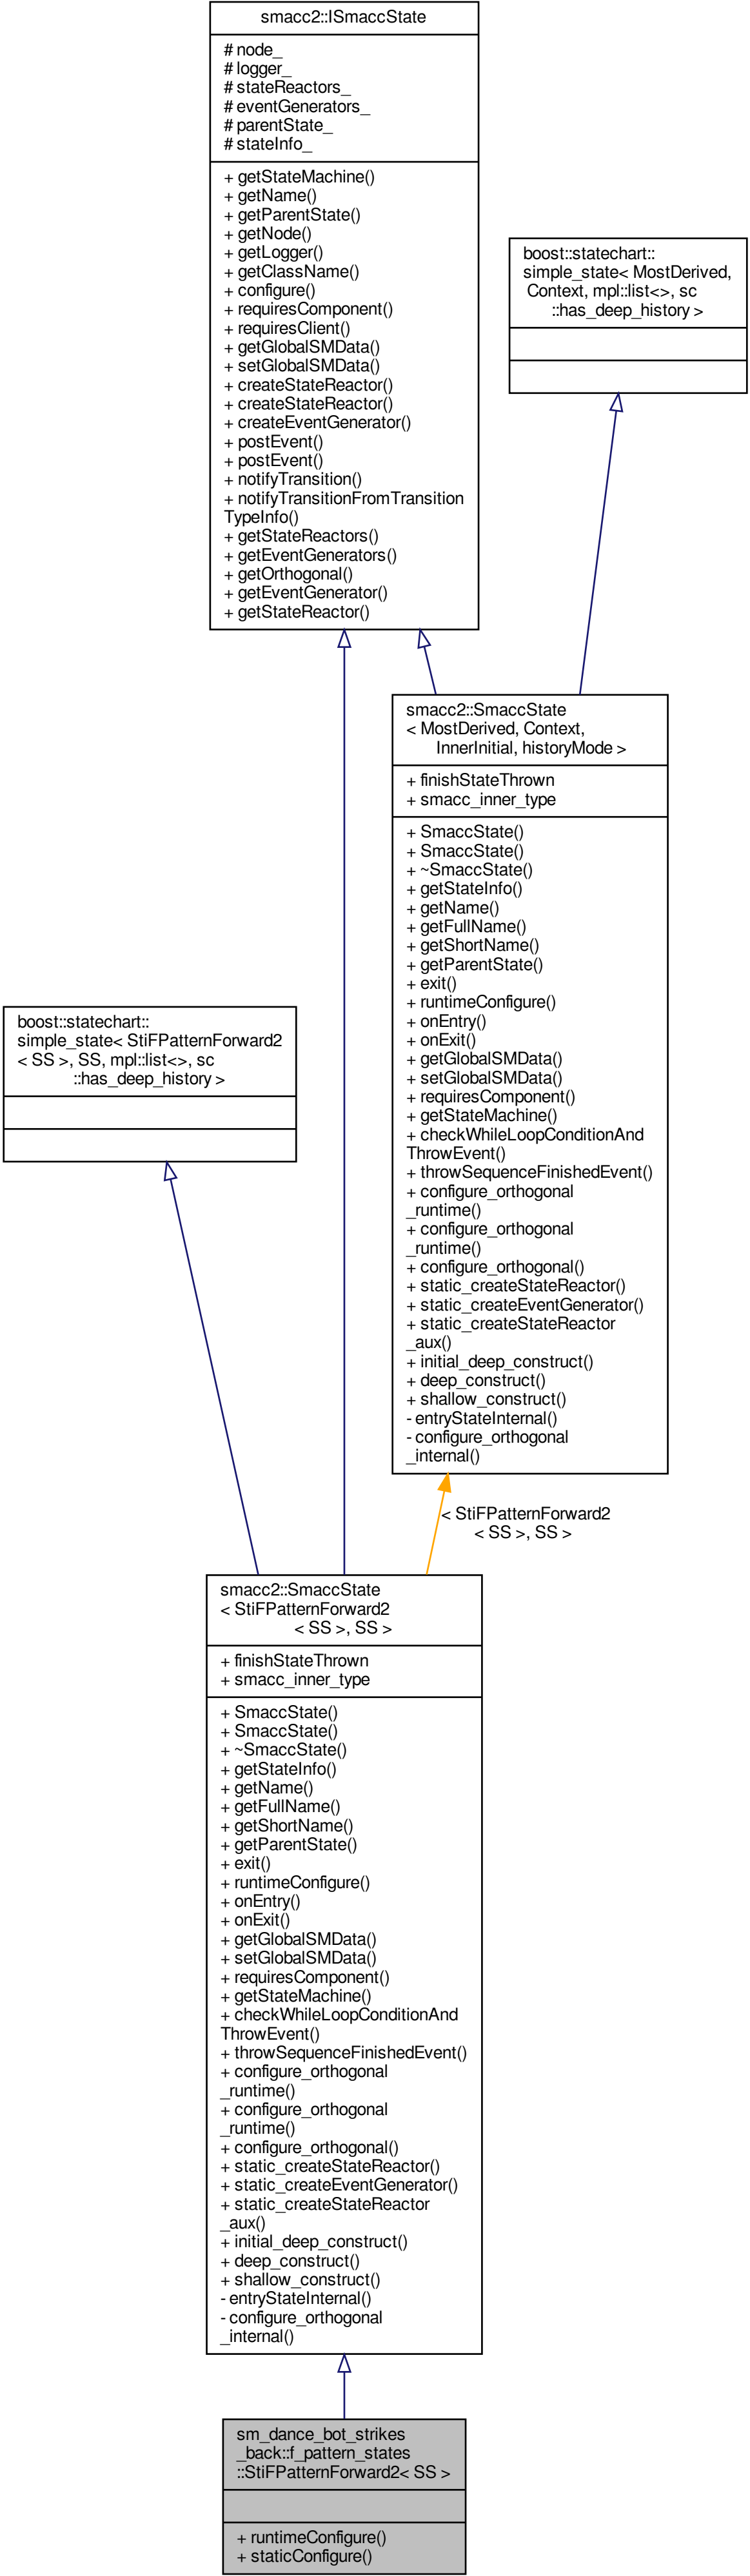 smacc2::ISmaccState
# node_
# logger_
# stateReactors_
# eventGenerators_
# parentState_
# stateInfo_
+ getStateMachine()
+ getName()
+ getParentState()
+ getNode()
+ getLogger()
+ getClassName()
+ configure()
+ requiresComponent()
+ requiresClient()
+ getGlobalSMData()
+ setGlobalSMData()
+ createStateReactor()
+ createStateReactor()
+ createEventGenerator()
+ postEvent()
+ postEvent()
+ notifyTransition()
+ notifyTransitionFromTransition
TypeInfo()
+ getStateReactors()
+ getEventGenerators()
+ getOrthogonal()
+ getEventGenerator()
+ getStateReactor()
boost::statechart::
simple_state< MostDerived,
Context, mpl::list<>, sc
::has_deep_history >
smacc2::SmaccState
< MostDerived, Context,
InnerInitial, historyMode >
+ finishStateThrown
+ smacc_inner_type
+ SmaccState()
+ SmaccState()
+ ~SmaccState()
+ getStateInfo()
+ getName()
+ getFullName()
+ getShortName()
+ getParentState()
+ exit()
+ runtimeConfigure()
+ onEntry()
+ onExit()
+ getGlobalSMData()
+ setGlobalSMData()
+ requiresComponent()
+ getStateMachine()
+ checkWhileLoopConditionAnd
ThrowEvent()
+ throwSequenceFinishedEvent()
+ configure_orthogonal
_runtime()
+ configure_orthogonal
_runtime()
+ configure_orthogonal()
+ static_createStateReactor()
+ static_createEventGenerator()
+ static_createStateReactor
_aux()
+ initial_deep_construct()
+ deep_construct()
+ shallow_construct()
- entryStateInternal()
- configure_orthogonal
_internal()
boost::statechart::
simple_state< StiFPatternForward2
< SS >, SS, mpl::list<>, sc
::has_deep_history >
< StiFPatternForward2
< SS >, SS >
smacc2::SmaccState
< StiFPatternForward2
< SS >, SS >
+ finishStateThrown
+ smacc_inner_type
+ SmaccState()
+ SmaccState()
+ ~SmaccState()
+ getStateInfo()
+ getName()
+ getFullName()
+ getShortName()
+ getParentState()
+ exit()
+ runtimeConfigure()
+ onEntry()
+ onExit()
+ getGlobalSMData()
+ setGlobalSMData()
+ requiresComponent()
+ getStateMachine()
+ checkWhileLoopConditionAnd
ThrowEvent()
+ throwSequenceFinishedEvent()
+ configure_orthogonal
_runtime()
+ configure_orthogonal
_runtime()
+ configure_orthogonal()
+ static_createStateReactor()
+ static_createEventGenerator()
+ static_createStateReactor
_aux()
+ initial_deep_construct()
+ deep_construct()
+ shallow_construct()
- entryStateInternal()
- configure_orthogonal
_internal()
sm_dance_bot_strikes
_back::f_pattern_states
::StiFPatternForward2< SS >
+ runtimeConfigure()
+ staticConfigure()